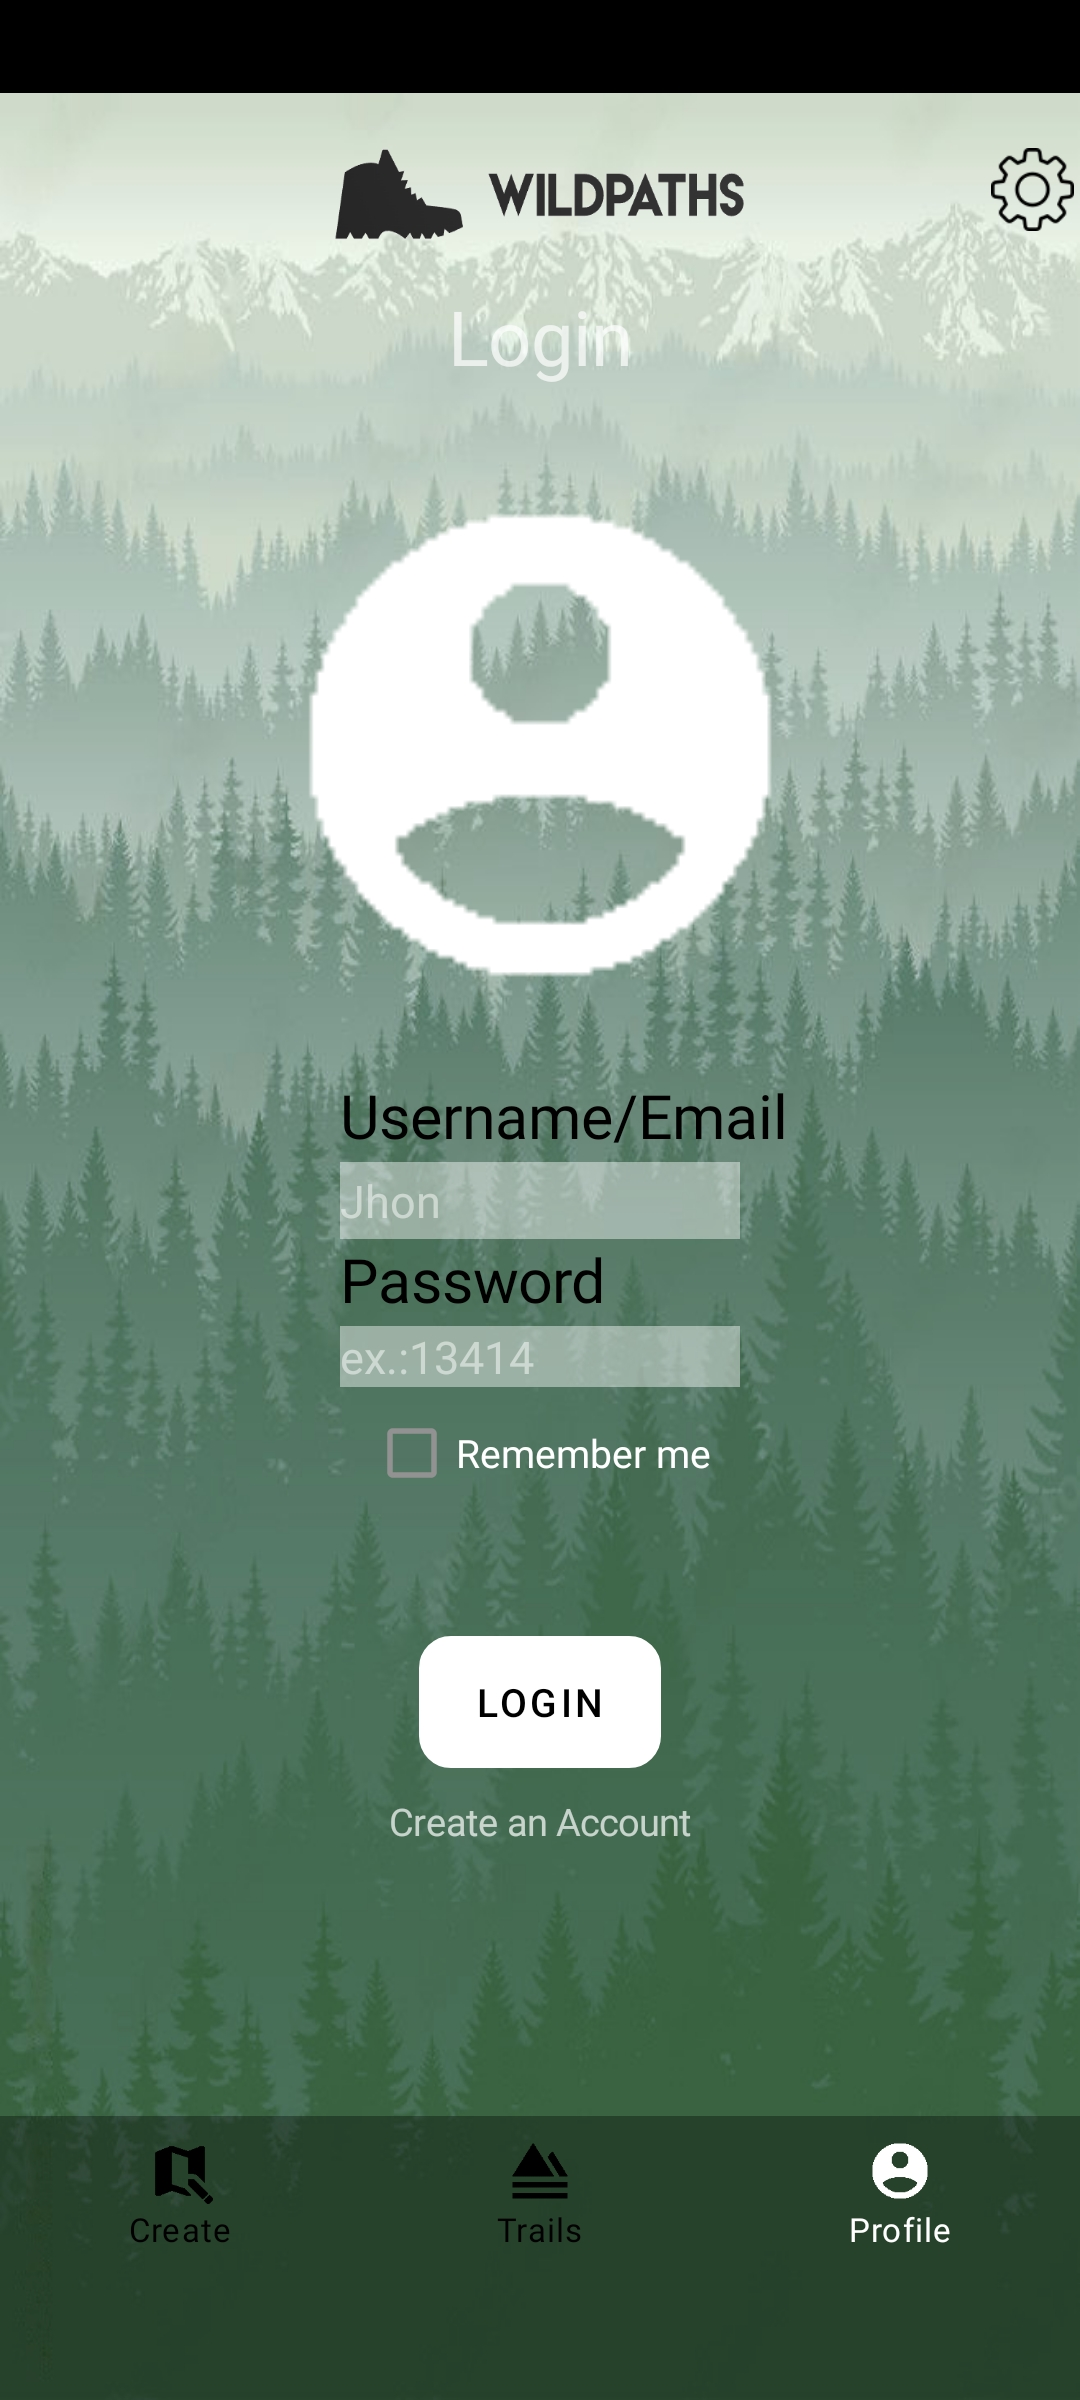 WILDPATHS
Login
Username/Email
Jhon
Password
ex.:13414
Remember me
LOGIN
Create an Account
Create
Trails
Profile